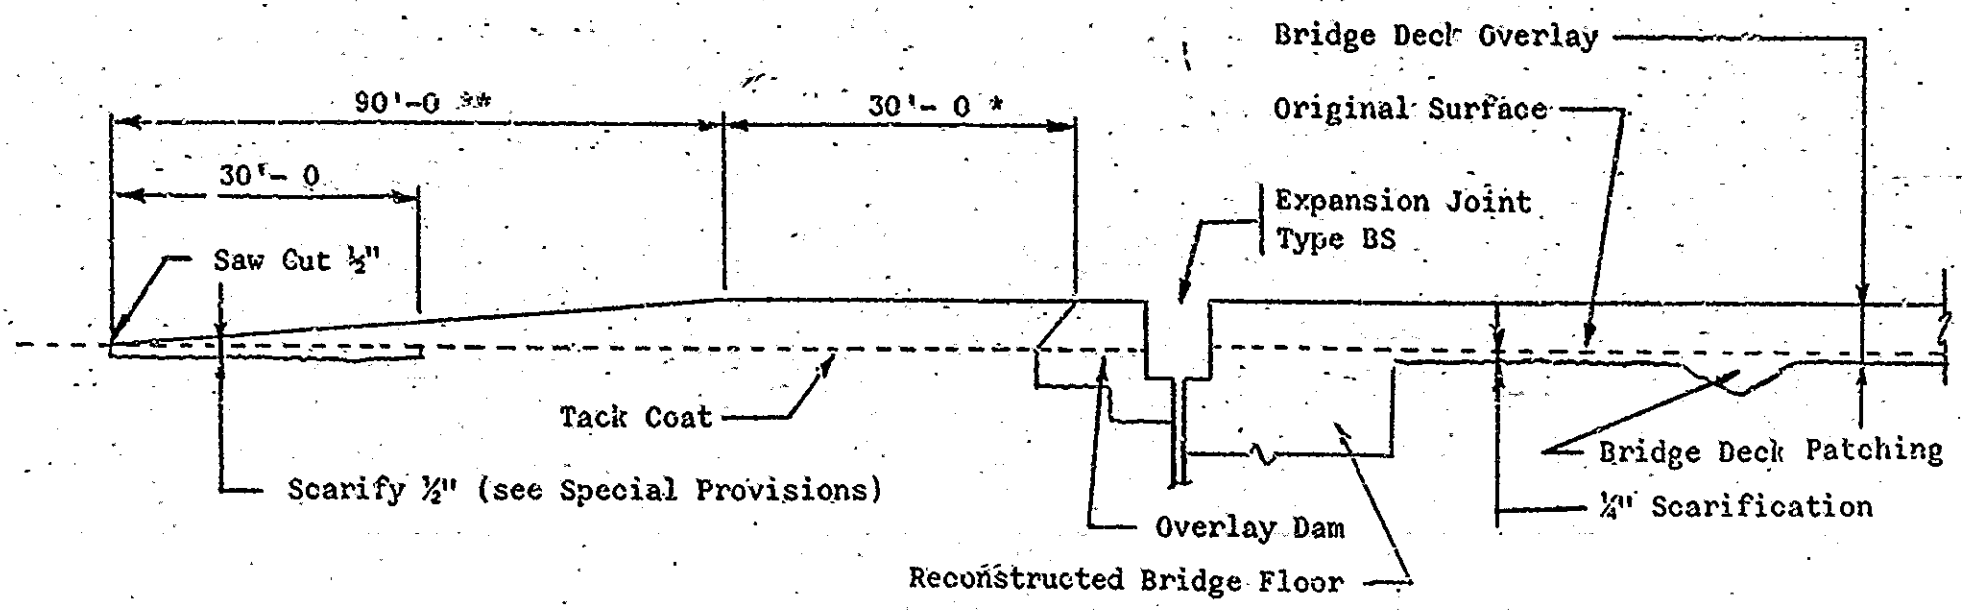 Bridge Deck Overlay
90'-0 **
30'- 0 *
Original Surface
30'- 0
Expansion Joint
Type BS
Saw Cut ½"
Tack Coat
Bridge Deck Patching
Scarify ½" (see Special Provisions)
¼" Scarification
Overlay Dam
Reconstructed Bridge Floor